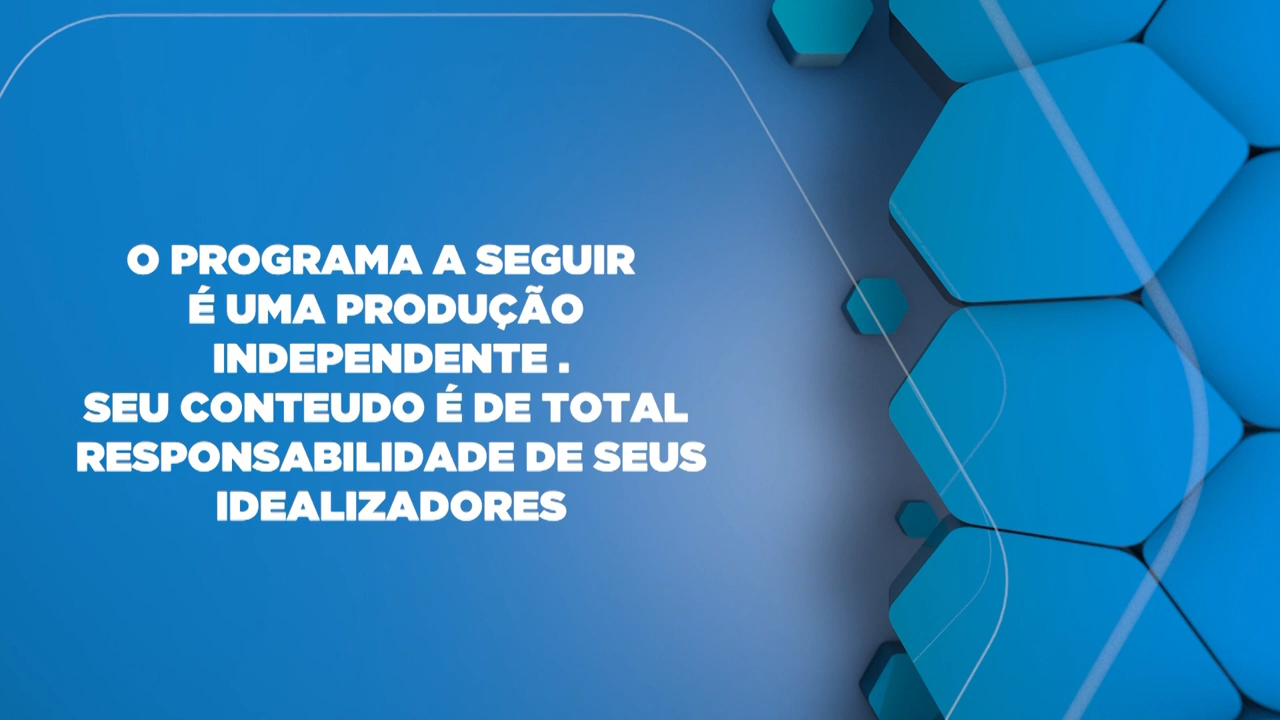 O PROGRAMA A SEGUIR
É UMA PRODUÇÃO
INDEPENDENTE .
SEU CONTEUDO É DE TOTAL
RESPONSABILIDADE DE SEUS
IDEALIZADORES